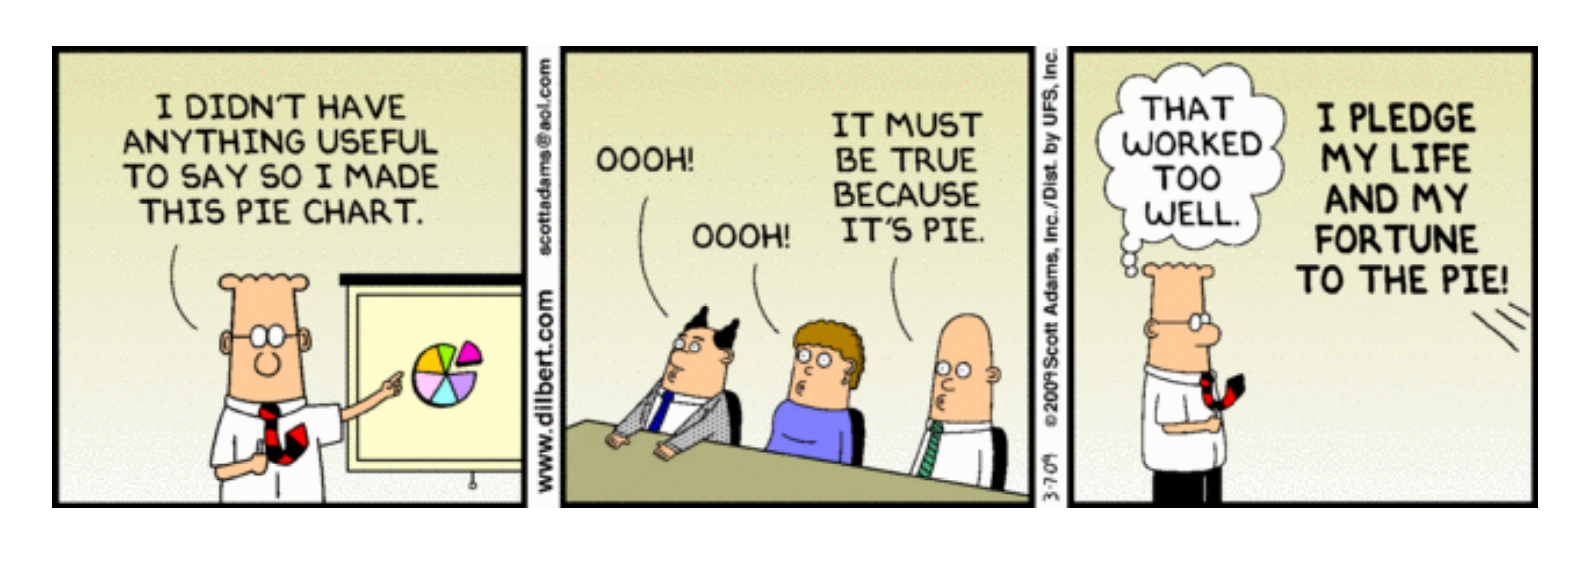 I DIDN'T HAVE
ANYTHING USEFUL
TO SAY SO I MADE
THIS PIE CHART.
www.dilbert.com scottadams@aol.com
OOOH!
OOOH!
IT MUST
BE TRUE
BECAUSE
IT'S PIE.
3-7-09 ©2009 Scott Adams, Inc./Dist. by UFS, Inc.
THAT
WORKED
TOO
WELL.
I PLEDGE
MY LIFE
AND MY
FORTUNE
TO THE PIE!